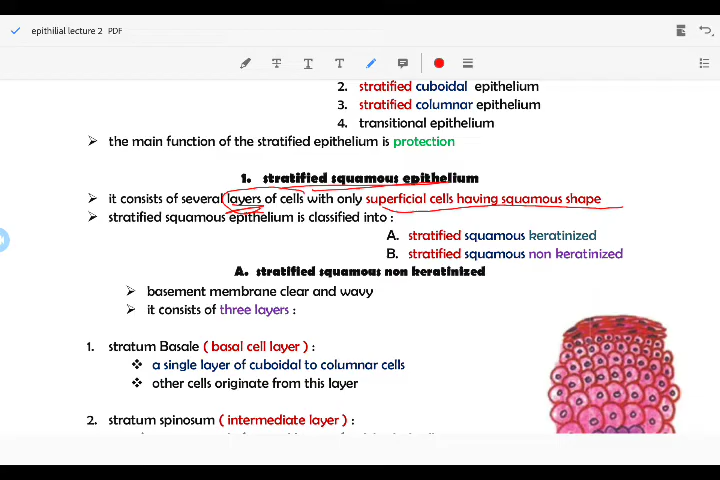 epithilial lecture 2 PDF
2. stratified cuboidal epithelium
3. stratified columnar epithelium
4. transitional epithelium
➢ the main function of the stratified epithelium is protection
1. stratified squamous epithelium
➢ it consists of several layers of cells with only superficial cells having squamous shape
➢ stratified squamous epithelium is classified into :
A. stratified squamous keratinized
B. stratified squamous non keratinized
A. stratified squamous non keratinized
➢ basement membrane clear and wavy
➢ it consists of three layers :
1. stratum Basale ( basal cell layer ) :
❖ a single layer of cuboidal to columnar cells
❖ other cells originate from this layer
2. stratum spinosum ( intermediate layer ) :